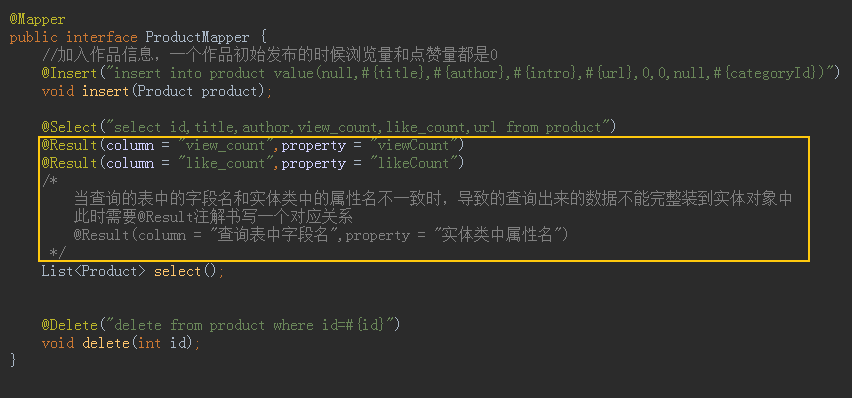 @Mapper
public interface ProductMapper {
//加入作品信息，一个作品初始发布的时候浏览量和点赞量都是0
@Insert("insert into product value(null,#{title},#{author},#{intro},#{url},0,0,null,#{categoryId})")
void insert(Product product);
@Select("select id,title,author,view_count,like_count,url from product")
@Result(column = "view_count",property = "viewCount")
@Result(column = "like_count",property = "likeCount")
/*
当查询的表中的字段名和实体类中的属性名不一致时，导致的查询出来的数据不能完整装到实体对象中
此时需要@Result注解书写一个对应关系
@Result(column = "查询表中字段名",property = "实体类中属性名")
*/
List<Product> select();
@Delete("delete from product where id=#{id}")
void delete(int id);
}